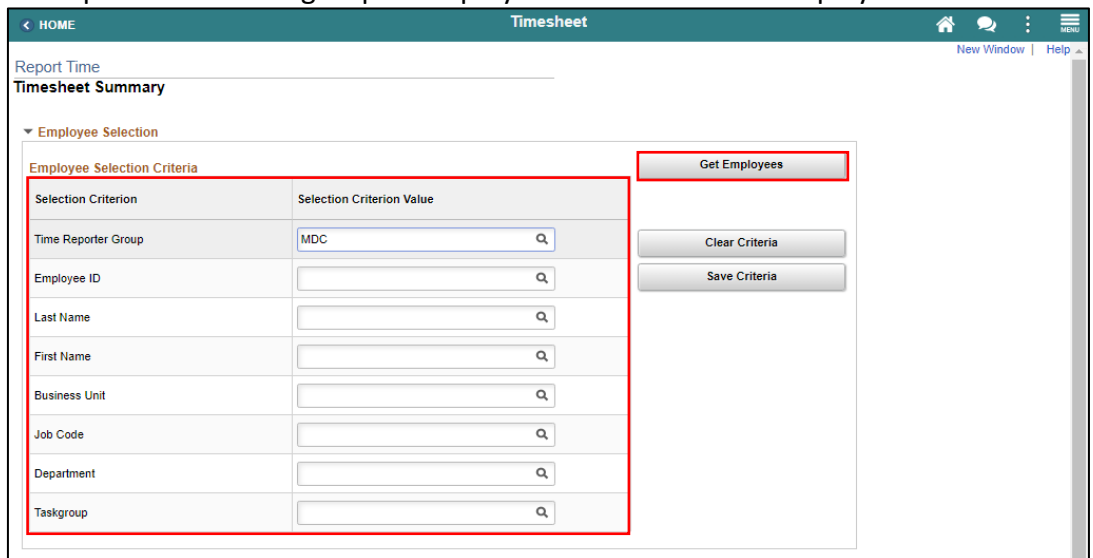 HOME
Timesheet
MENU
New Window | Help
Report Time
Timesheet Summary
Employee Selection
Employee Selection Criteria
Get Employees
Selection Criterion Selection Criterion Value
Time Reporter Group MDC
Clear Criteria
Employee ID
Save Criteria
Last Name
First Name
Business Unit
Job Code
Department
Taskgroup